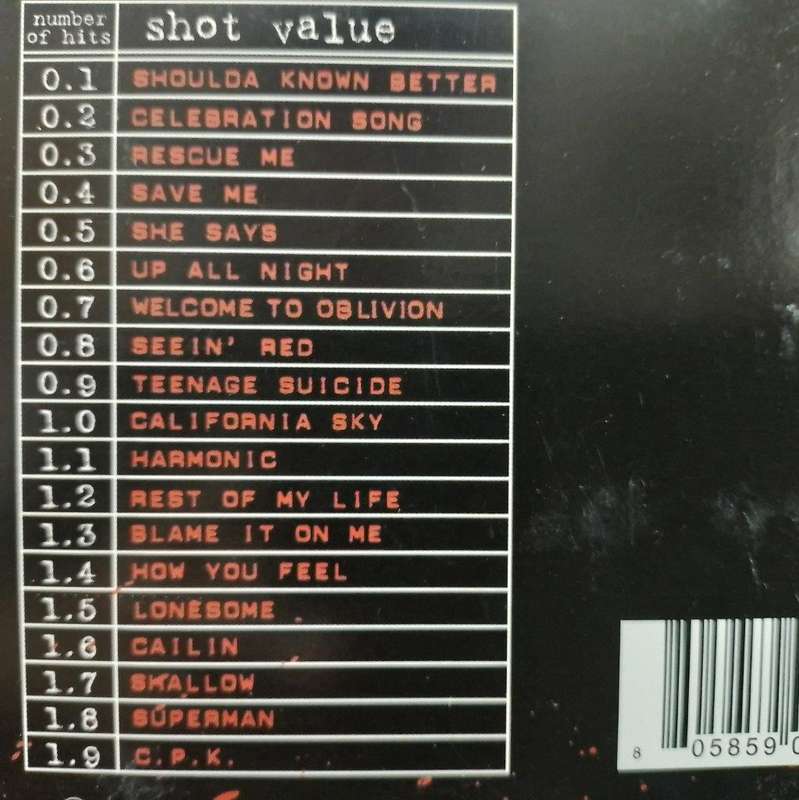 number of hits shot value
0.1 SHOULDA KNOWN BETTER
0.2 CELEBRATION SONG
0.3 RESCUE ME
0.4 SAVE ME
0.5 SHE SAYS
0.6 UP ALL NIGHT
0.7 WELCOME TO OBLIVION
0.8 SEEIN' RED
0.9 TEENAGE SUICIDE
1.0 CALIFORNIA SKY
1.1 HARMONIC
1.2 REST OF MY LIFE
1.3 BLAME IT ON ME
1.4 HOW YOU FEEL
1.5 LONESOME
1.6 CAILIN
1.7 SHALLOW
1.8 SUPERMAN
1.9 C.P.K.
8 05859